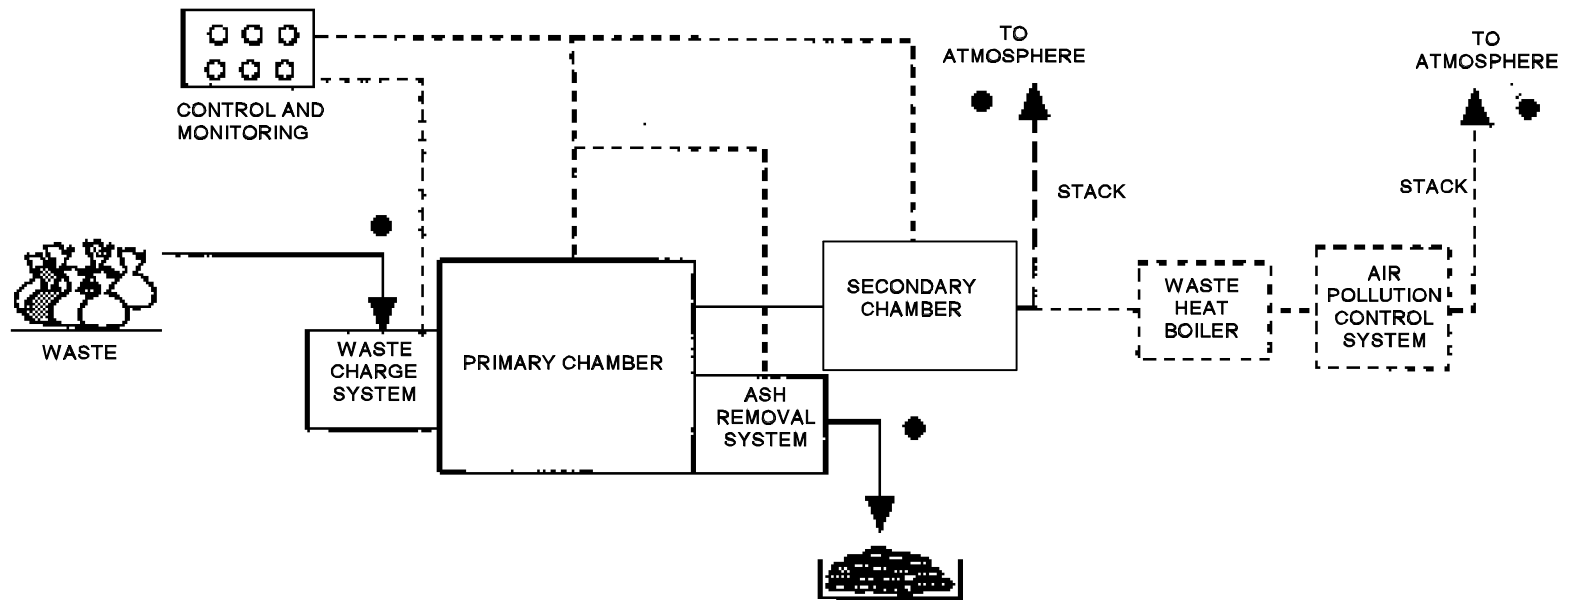 TO
ATMOSPHERE
TO
ATMOSPHERE
CONTROL AND
MONITORING
STACK
STACK
WASTE
WASTE
CHARGE
SYSTEM
PRIMARY CHAMBER
SECONDARY
CHAMBER
WASTE
HEAT
BOILER
AIR
POLLUTION
CONTROL
SYSTEM
ASH
REMOVAL
SYSTEM